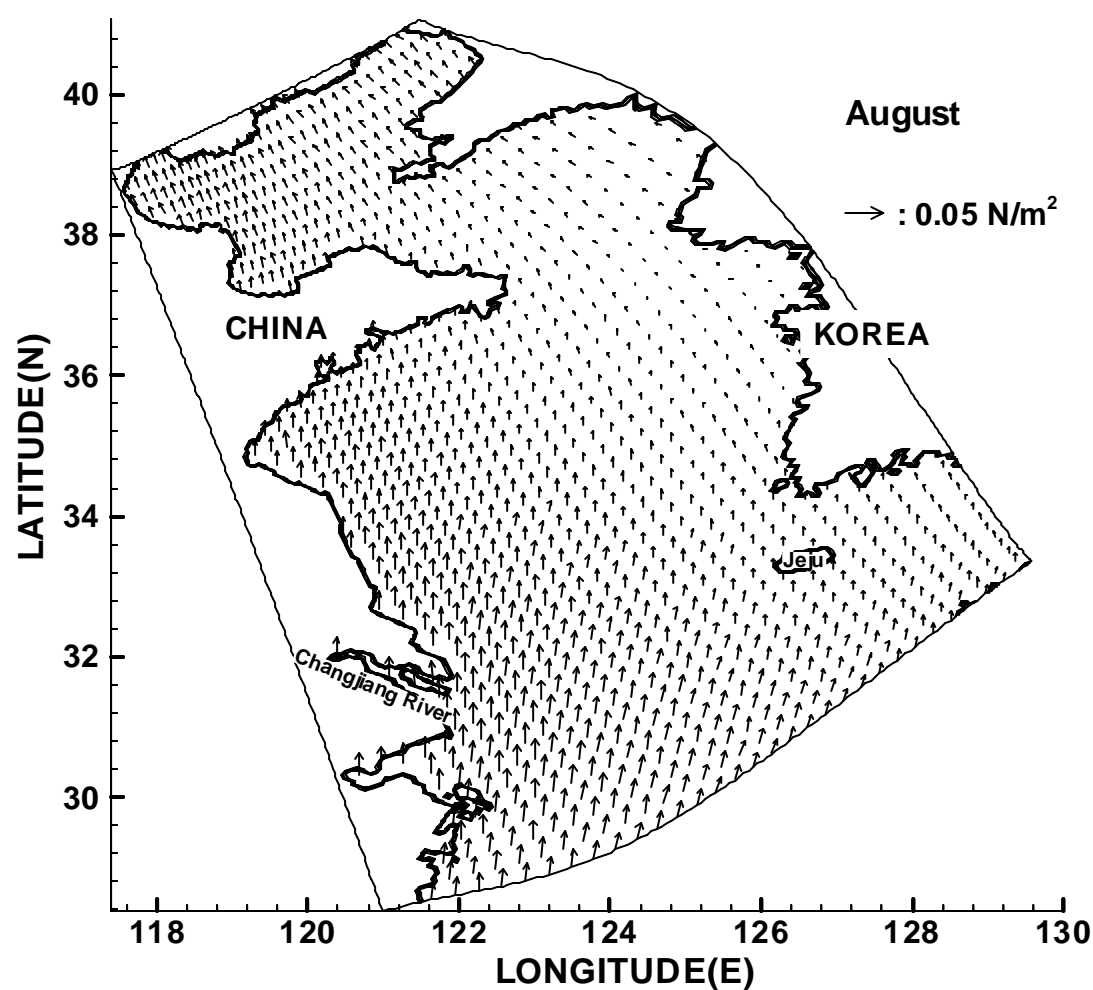 August
: 0.05 N/m²
CHINA
KOREA
Jeju
Changjiang River
LATITUDE(N)
40
38
36
34
32
30
118 120 122 124 126 128 130
LONGITUDE(E)